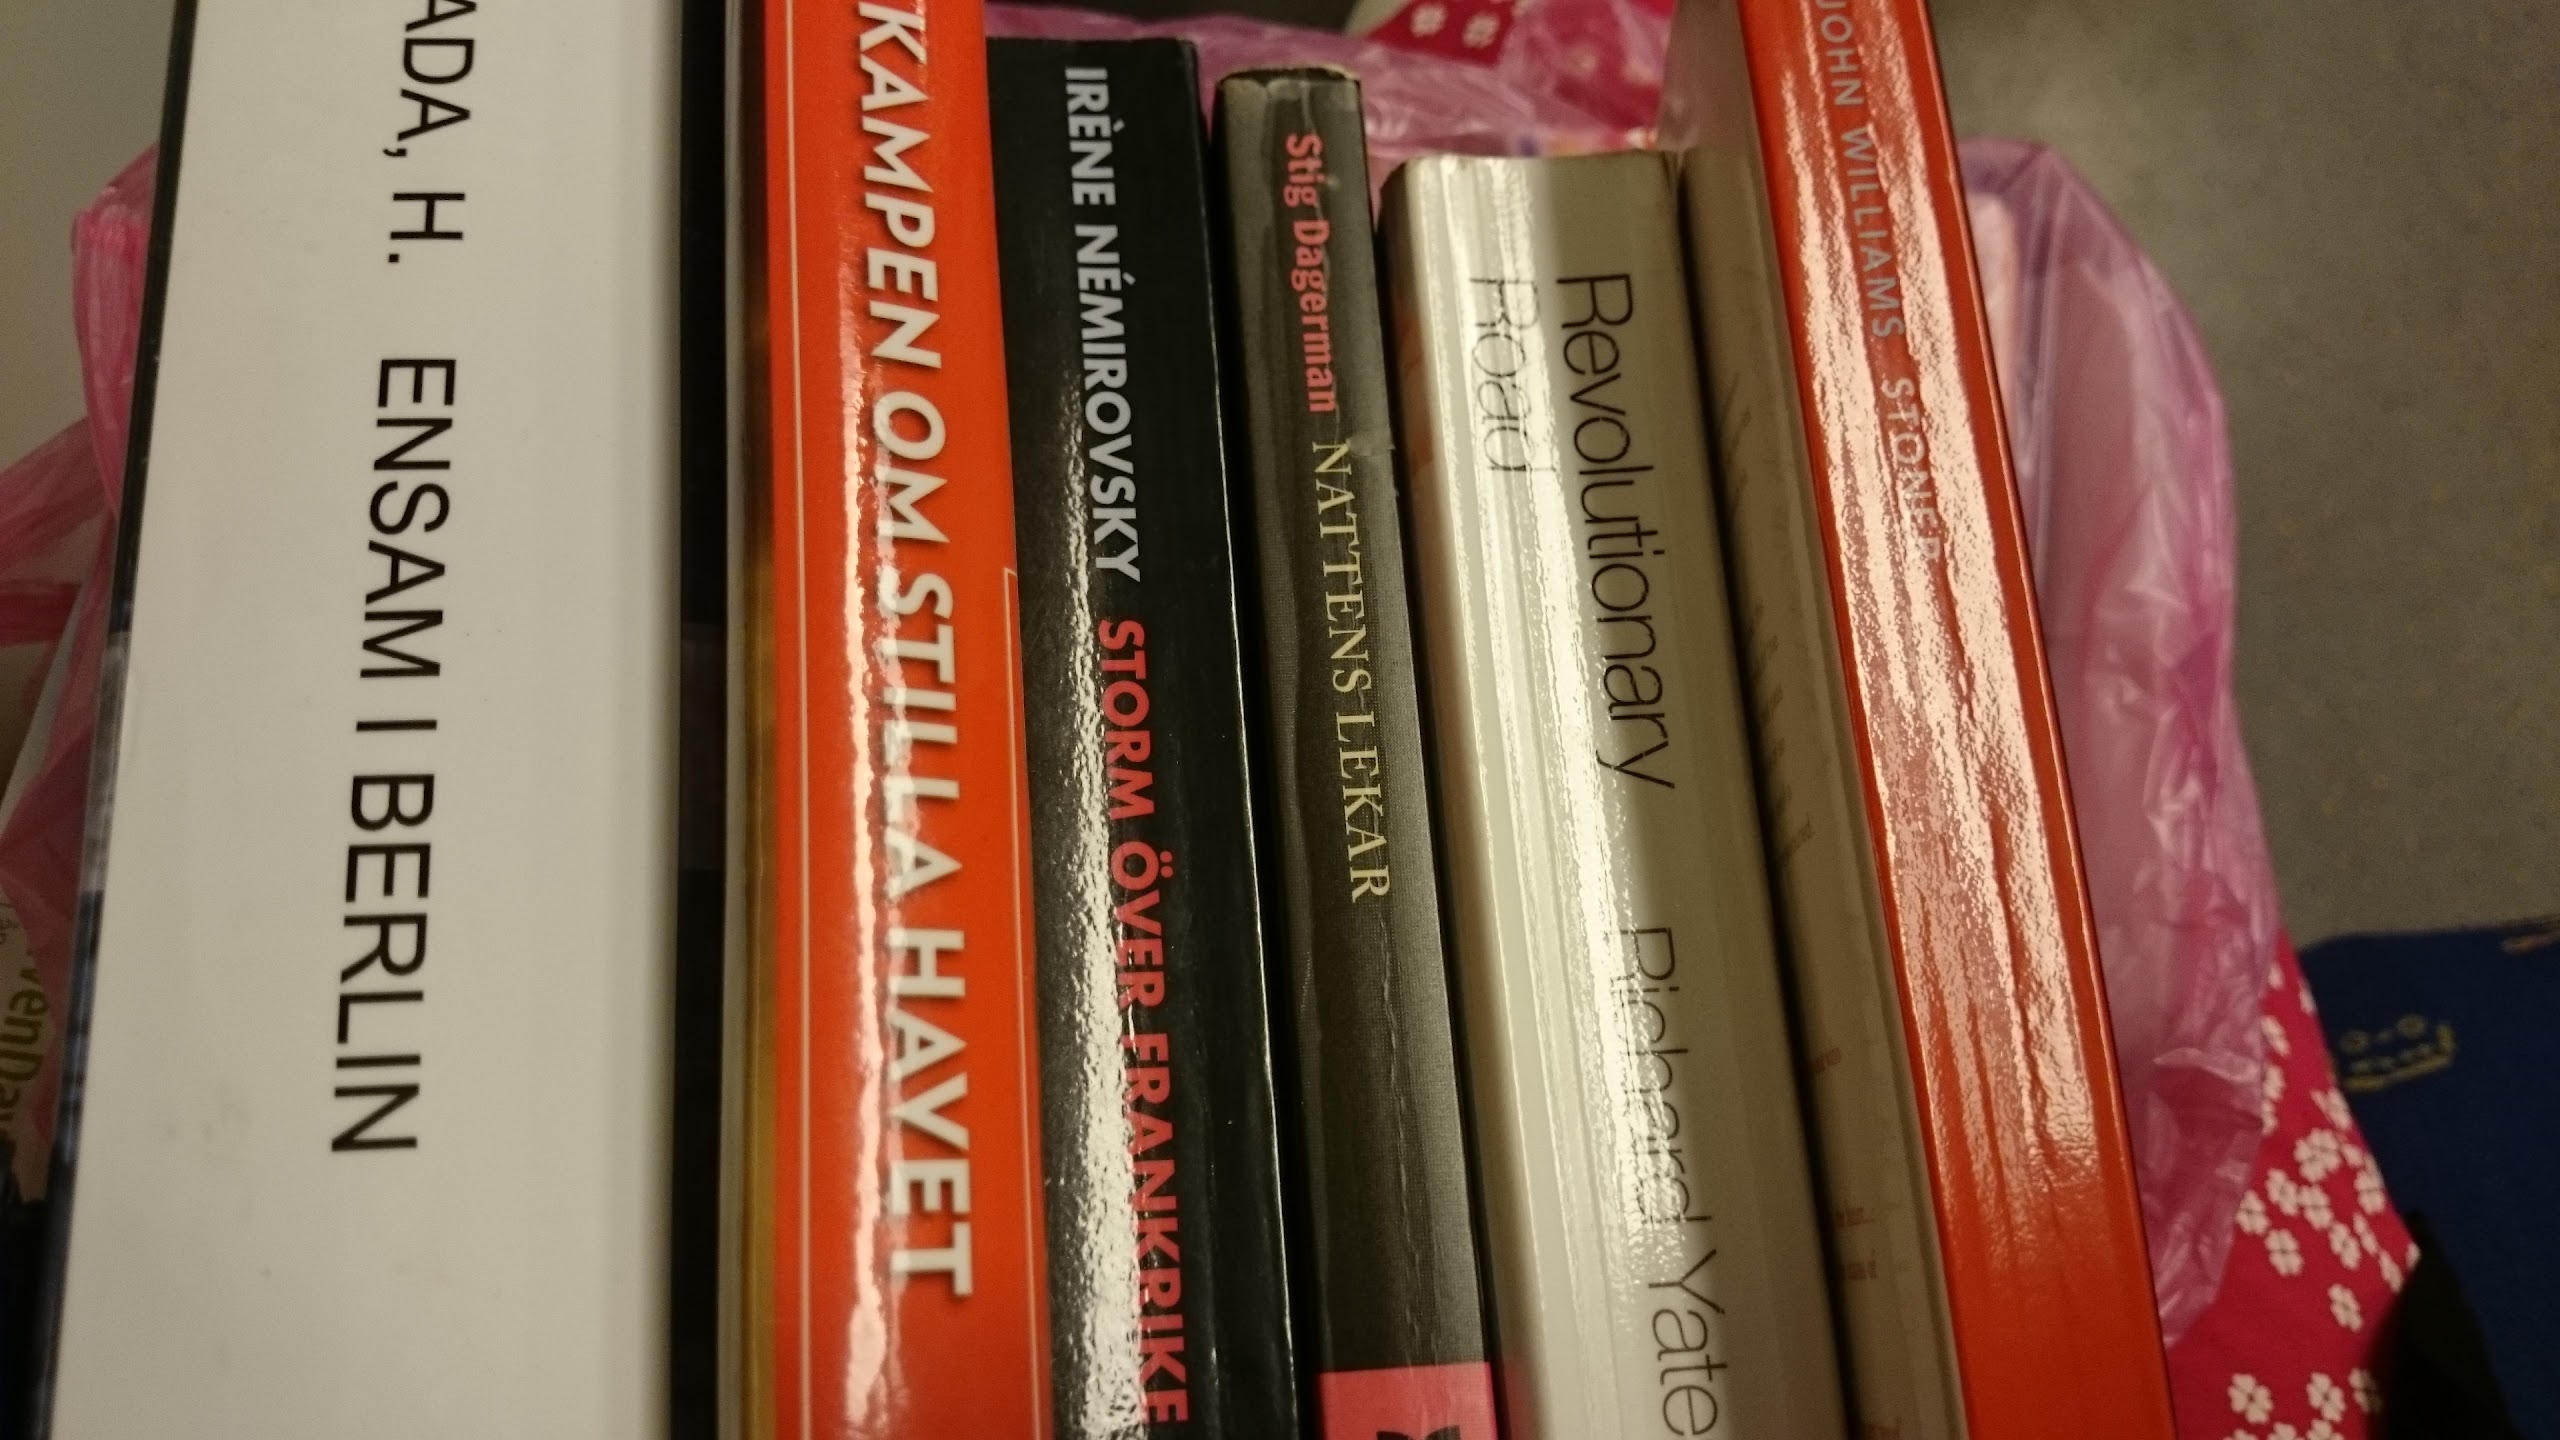 ADA, H. ENSAM I BERLIN
KAMPEN OM STILLA HAVET
IRÈNE NÉMIROVSKY STORM ÖVER FRANKRIKE
Stig Dagerman NATTENS LEKAR
Revolutionary
Road
Richard Yate
JOHN WILLIAMS STONER